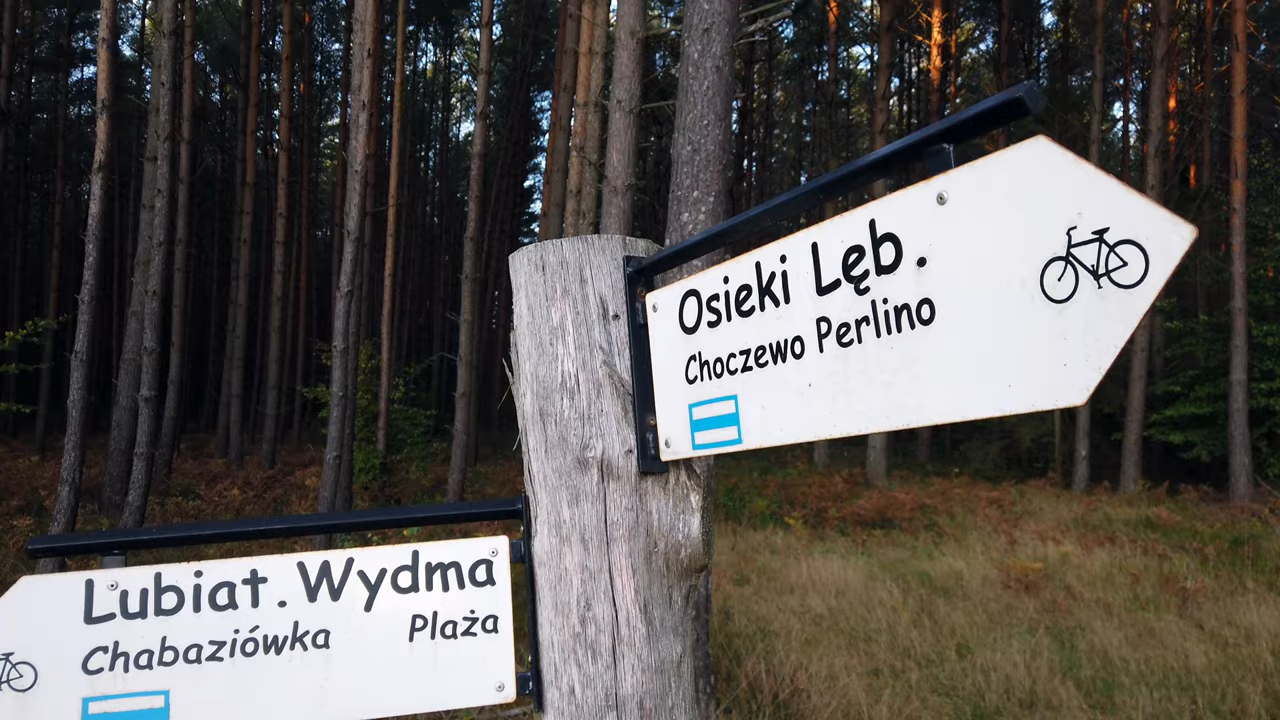 Osieki Lęb.
Choczewo Perlino
Lubiat. Wydma
Chabaziówka Plaża